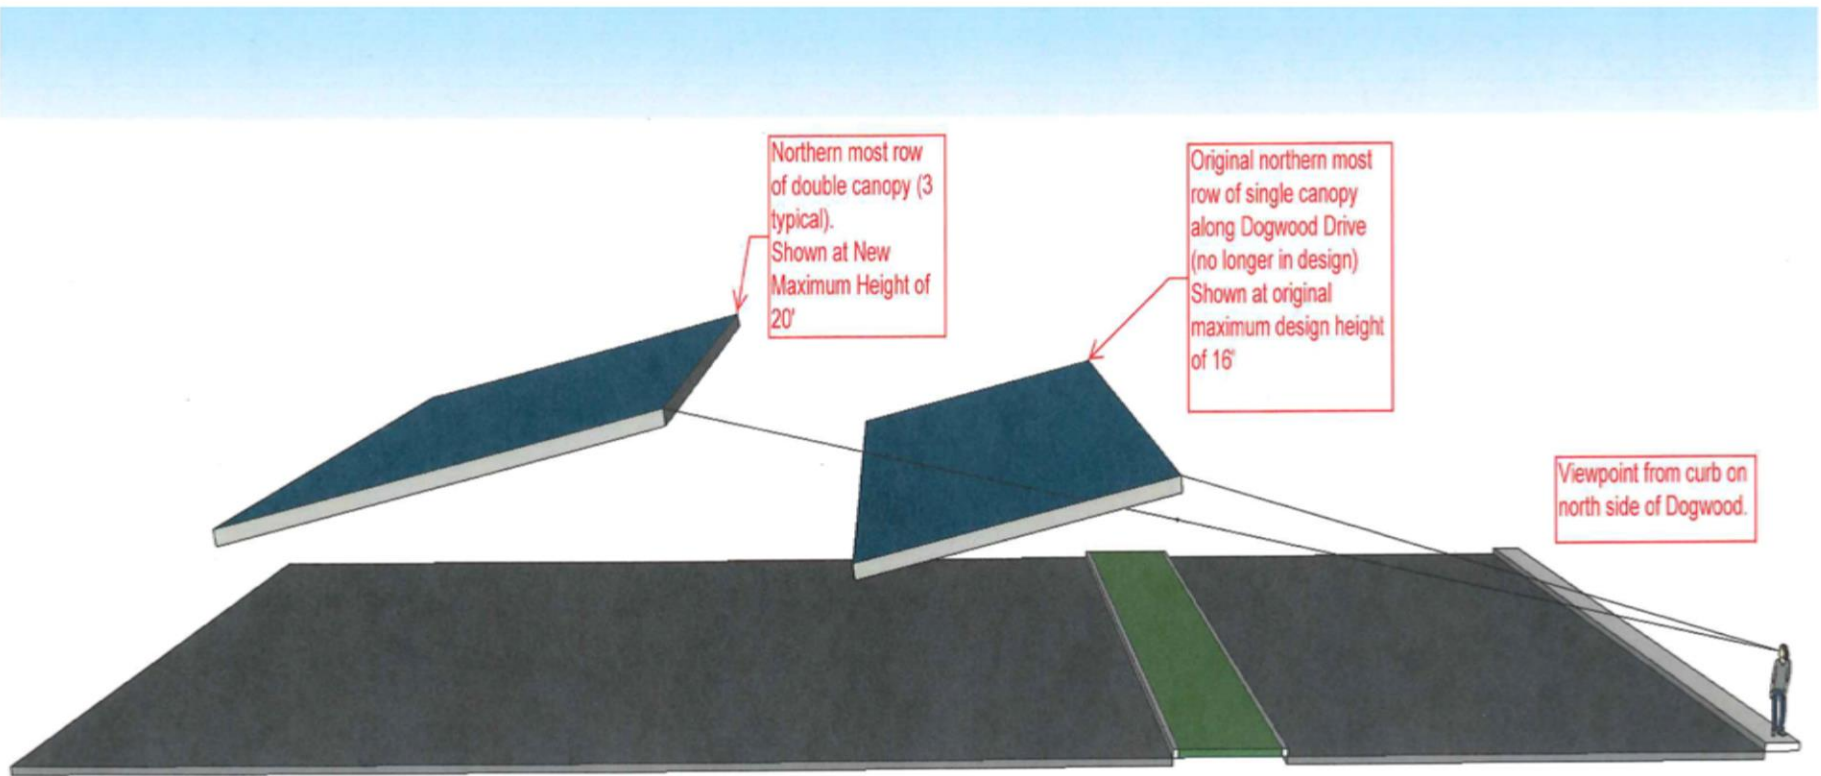 Northern most row
of double canopy (3
typical).
Shown at New
Maximum Height of
20'
Original northern most
row of single canopy
along Dogwood Drive
(no longer in design)
Shown at original
maximum design height
of 16'
Viewpoint from curb on
north side of Dogwood.